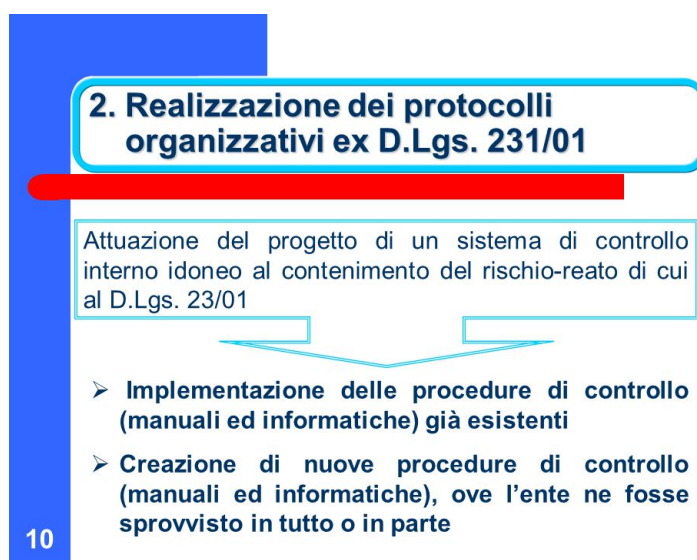 2. Realizzazione dei protocolli
organizzativi ex D.Lgs. 231/01
Attuazione del progetto di un sistema di controllo
interno idoneo al contenimento del rischio-reato di cui
al D.Lgs. 23/01
➢ Implementazione delle procedure di controllo
(manuali ed informatiche) già esistenti
➢ Creazione di nuove procedure di controllo
(manuali ed informatiche), ove l’ente ne fosse
sprovvisto in tutto o in parte
10